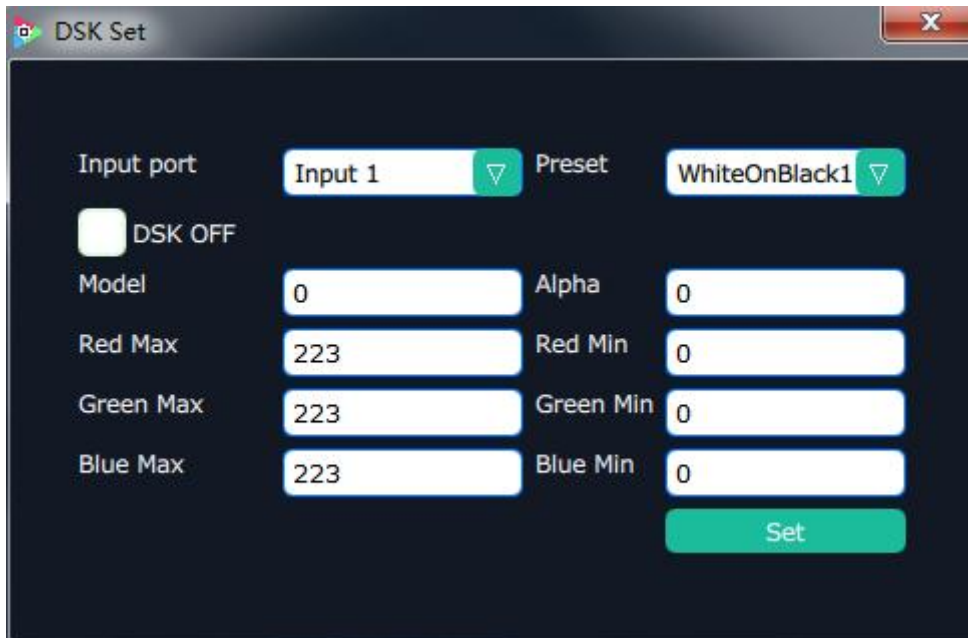 DSK Set
Input port Input 1 Preset WhiteOnBlack1
DSK OFF
Model 0 Alpha 0
Red Max 223 Red Min 0
Green Max 223 Green Min 0
Blue Max 223 Blue Min 0
Set